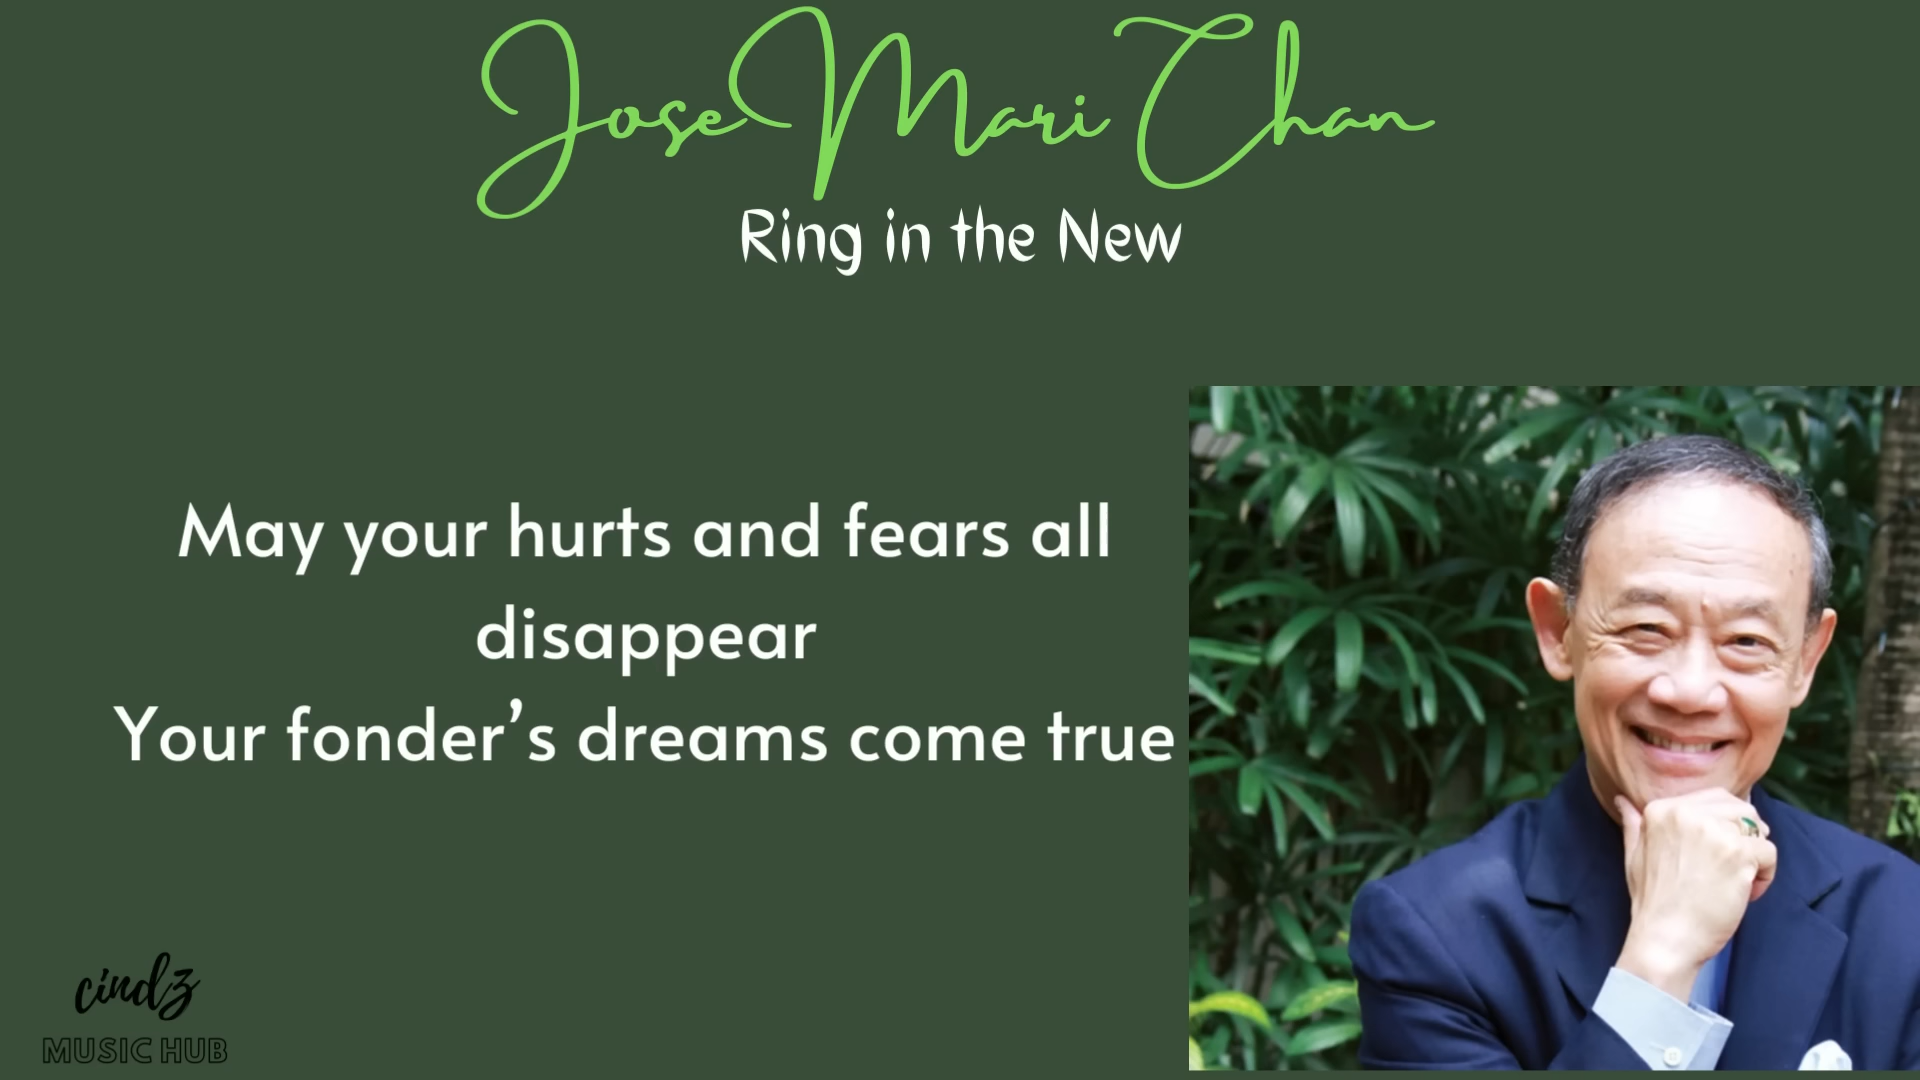 Jose Mari Chan
Ring in the New
May your hurts and fears all
disappear
Your fonder’s dreams come true
cindz
MUSIC HUB